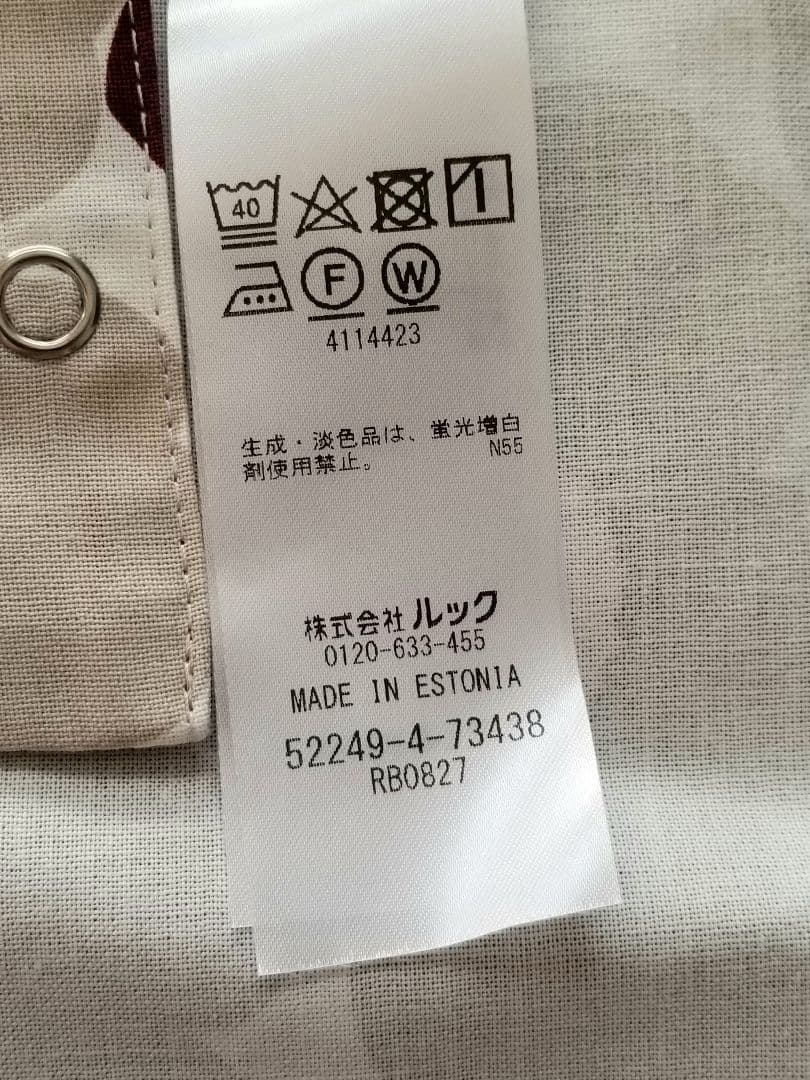 40
F W
4114423
生成・淡色品は、蛍光増白
剤使用禁止。 N55
株式会社 ルック
0120-633-455
MADE IN ESTONIA
52249-4-73438
RB0827